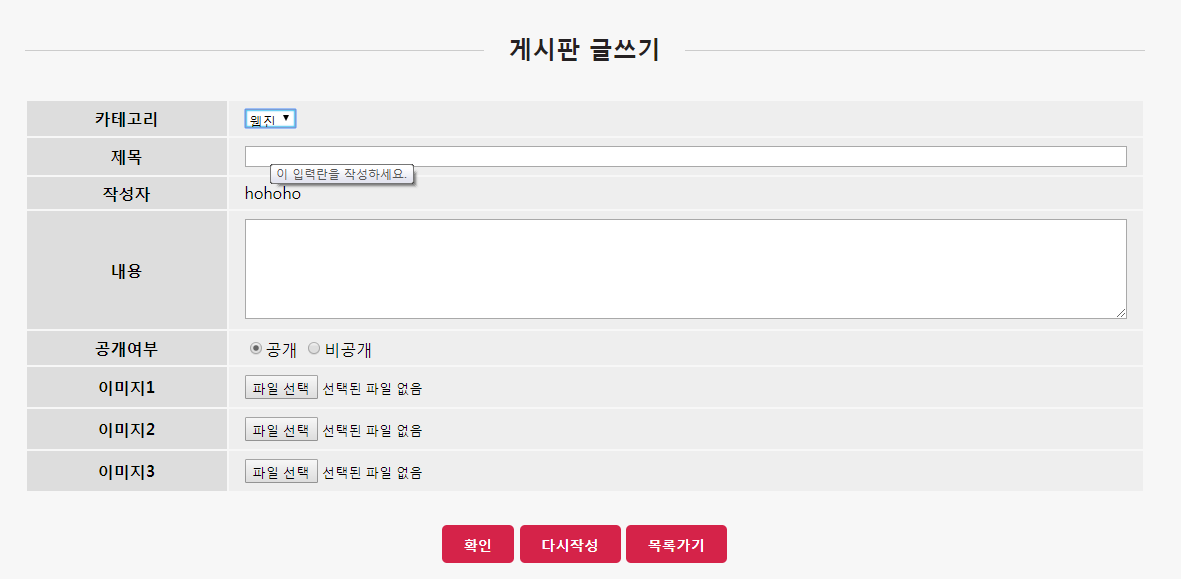 게시판 글쓰기
카테고리 웹진
제목
이 입력란을 작성하세요.
작성자 hohoho
내용
공개여부 공개 비공개
이미지1 파일 선택 선택된 파일 없음
이미지2 파일 선택 선택된 파일 없음
이미지3 파일 선택 선택된 파일 없음
확인 다시작성 목록가기